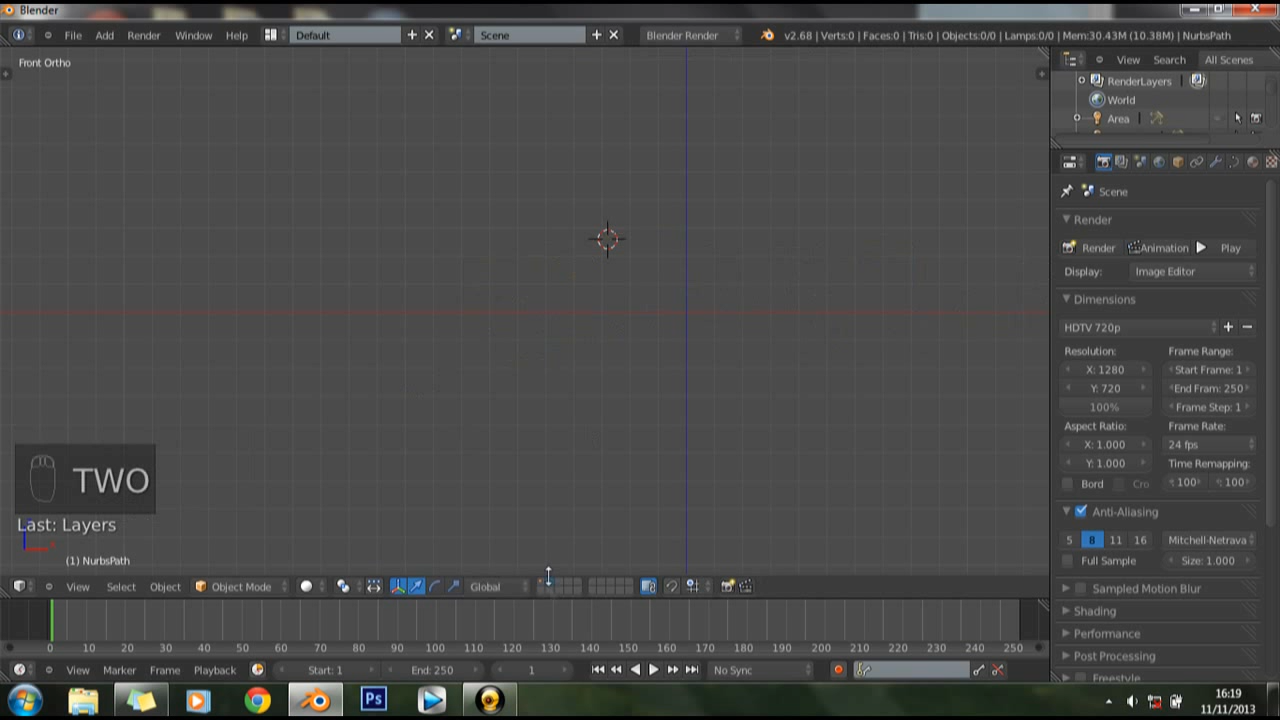 Blender
File Add Render Window Help Default Scene Blender Render v2.68 | Verts:0 | Faces:0 | Tris:0 | Objects:0/0 | Lamps:0/0 | Mem:30.43M (10.38M) | NurbsPath
Front Ortho
View Search All Scenes
RenderLayers
World
Area
Scene
Render
Render Animation Play
Display: Image Editor
Dimensions
HDTV 720p
Resolution: Frame Range:
X: 1280 Start Frame: 1
Y: 720 End Fram: 250
100% Frame Step: 1
Aspect Ratio: Frame Rate:
X: 1.000 24 fps
Y: 1.000 Time Remapping:
Bord Cro 100 100
Anti-Aliasing
5 8 11 16 Mitchell-Netrava
Full Sample Size: 1.000
Sampled Motion Blur
Shading
Performance
Post Processing
Freestyle
TWO
Last: Layers
(1) NurbsPath
View Select Object Object Mode Global
0 10 20 30 40 50 60 70 80 90 100 110 120 130 140 150 160 170 180 190 200 210 220 230 240 250
View Marker Frame Playback Start: 1 End: 250 1 No Sync
Ps
16:19
11/11/2013